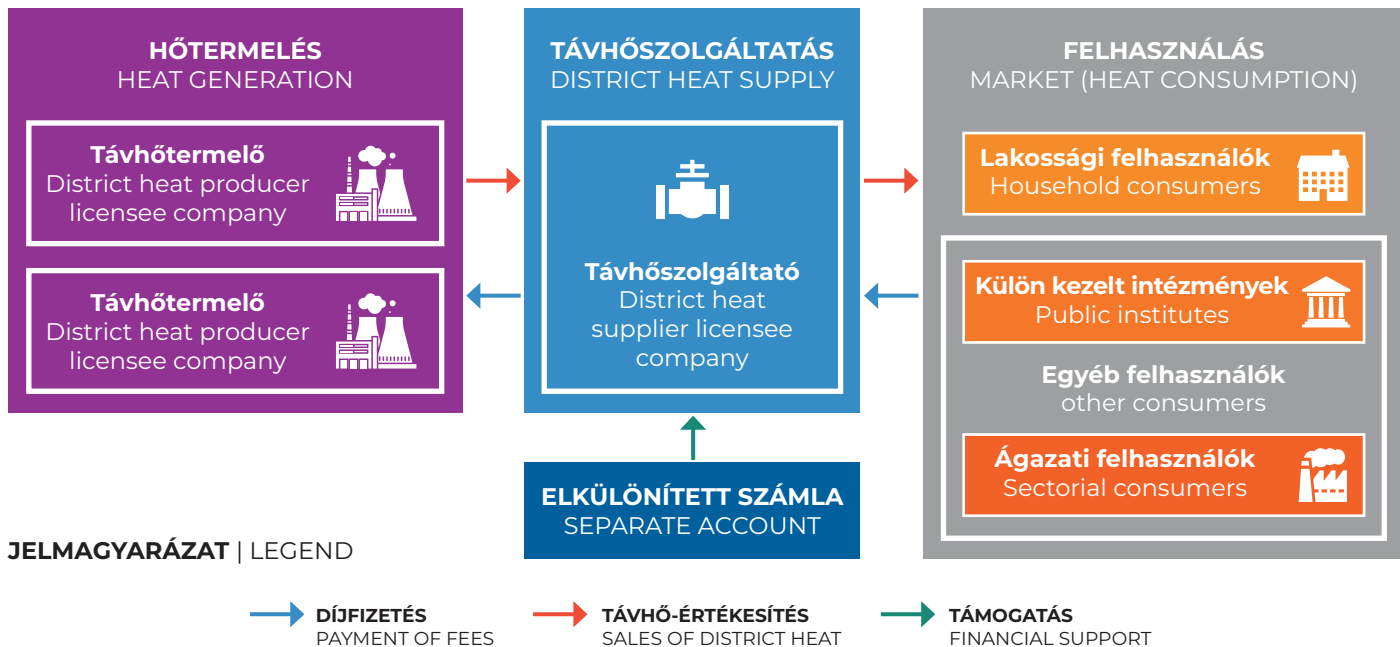 HŐTERMELÉS
HEAT GENERATION
Távhőtermelő
District heat producer
licensee company
Távhőtermelő
District heat producer
licensee company
TÁVHŐSZOLGÁLTATÁS
DISTRICT HEAT SUPPLY
Távhőszolgáltató
District heat
supplier licensee
company
ELKÜLÖNÍTETT SZÁMLA
SEPARATE ACCOUNT
FELHASZNÁLÁS
MARKET (HEAT CONSUMPTION)
Lakossági felhasználók
Household consumers
Külön kezelt intézmények
Public institutes
Egyéb felhasználók
other consumers
Ágazati felhasználók
Sectorial consumers
JELMAGYARÁZAT | LEGEND
DÍJFIZETÉS
PAYMENT OF FEES
TÁVHŐ-ÉRTÉKESÍTÉS
SALES OF DISTRICT HEAT
TÁMOGATÁS
FINANCIAL SUPPORT